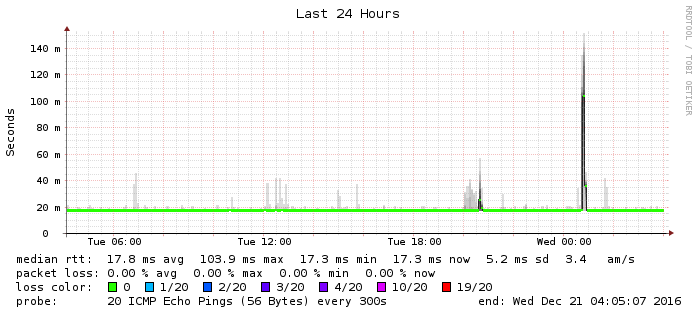 Last 24 Hours
RRDTOOL / TOBI OETIKER
Seconds
140 m
120 m
100 m
80 m
60 m
40 m
20 m
0
Tue 06:00 Tue 12:00 Tue 18:00 Wed 00:00
median rtt: 17.8 ms avg 103.9 ms max 17.3 ms min 17.3 ms now 5.2 ms sd 3.4 am/s
packet loss: 0.00 % avg 0.00 % max 0.00 % min 0.00 % now
loss color: 0 1/20 2/20 3/20 4/20 10/20 19/20
probe: 20 ICMP Echo Pings (56 Bytes) every 300s end: Wed Dec 21 04:05:07 2016